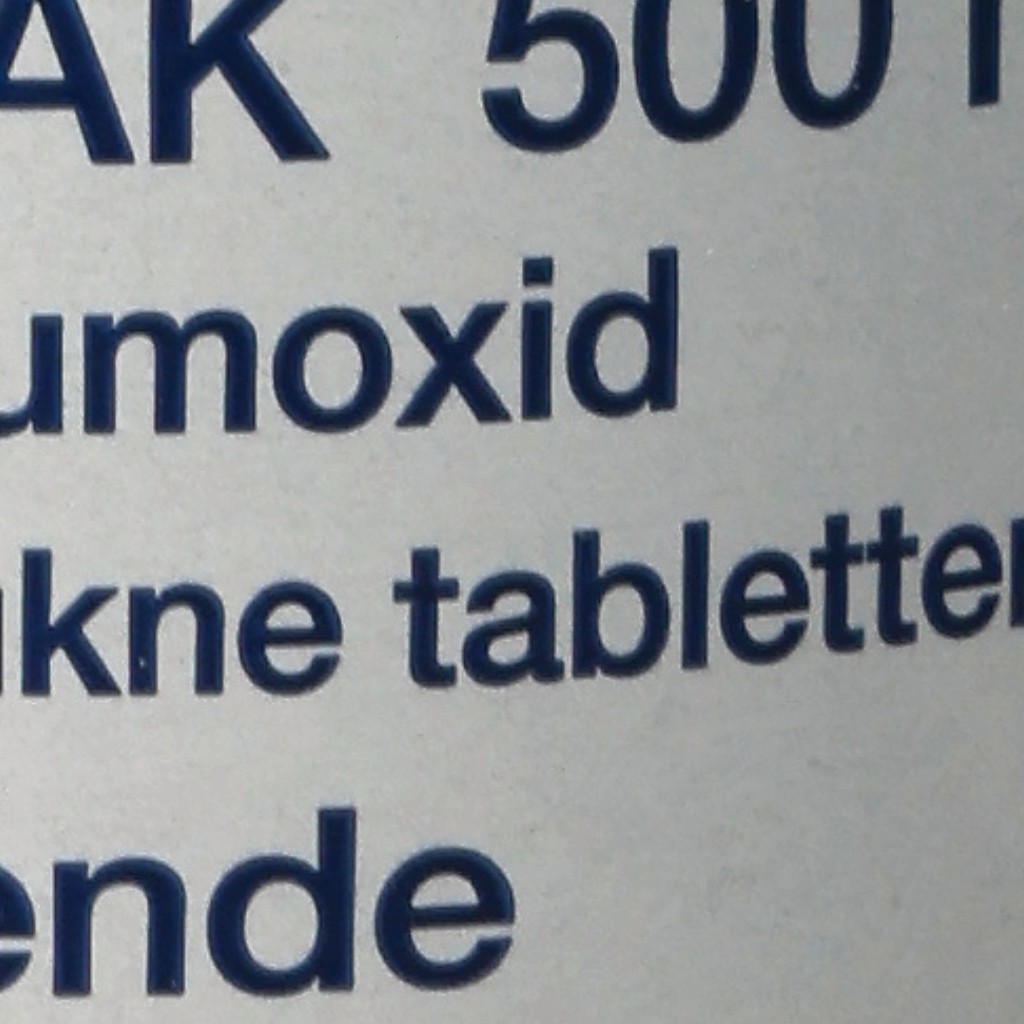 AK 500
umoxid
kne tabletter
ende